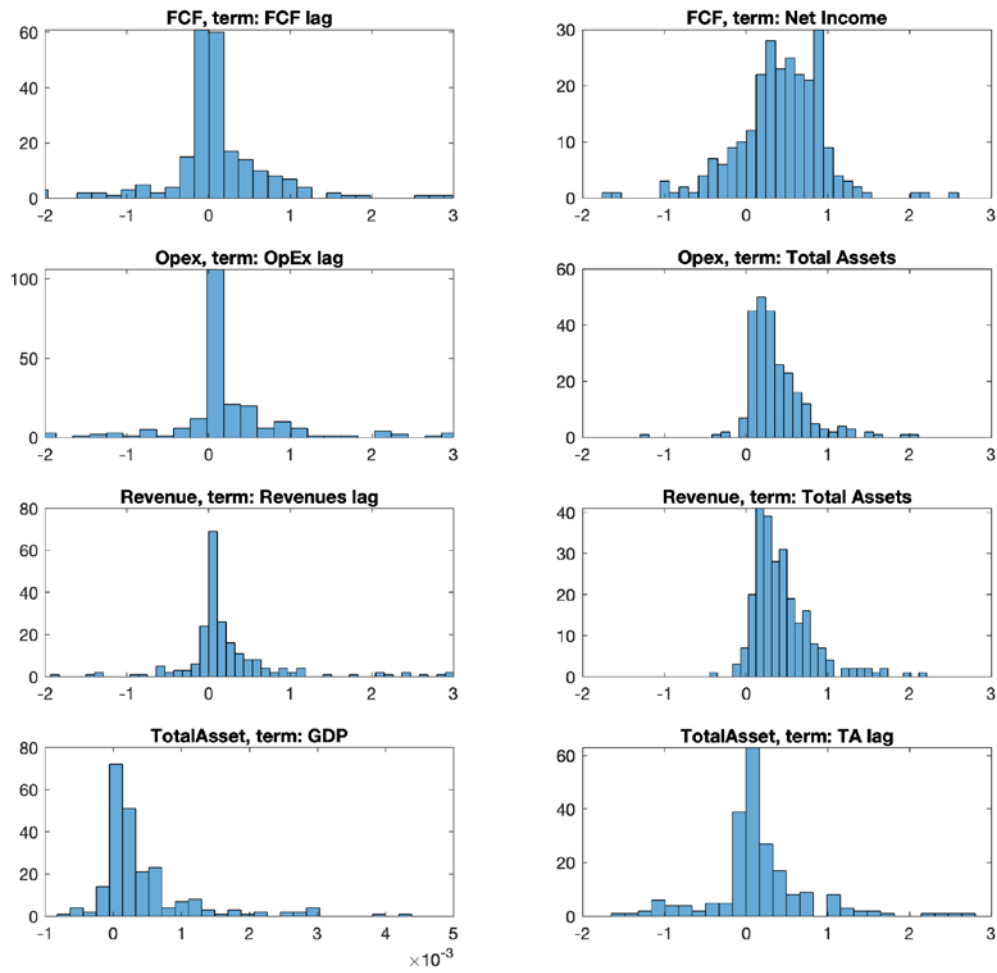 FCF, term: FCF lag
60
40
20
0
-2 -1 0 1 2 3
FCF, term: Net Income
30
20
10
0
-2 -1 0 1 2 3
Opex, term: OpEx lag
100
50
0
-2 -1 0 1 2 3
Opex, term: Total Assets
60
40
20
0
-2 -1 0 1 2 3
Revenue, term: Revenues lag
80
60
40
20
0
-2 -1 0 1 2 3
Revenue, term: Total Assets
40
30
20
10
0
-2 -1 0 1 2 3
TotalAsset, term: GDP
80
60
40
20
0
-1 0 1 2 3 4 5
×10⁻³
TotalAsset, term: TA lag
60
40
20
0
-2 -1 0 1 2 3